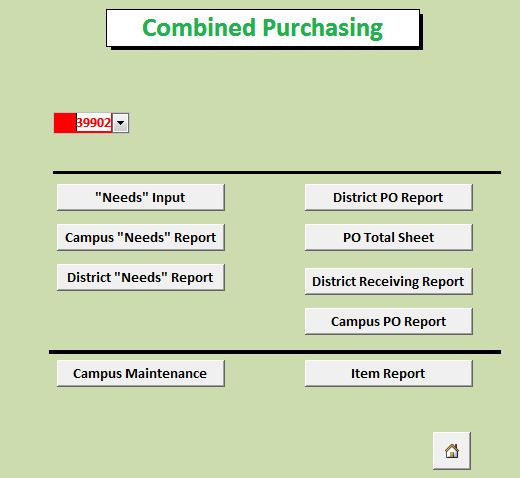 Combined Purchasing
39902
"Needs" Input
District PO Report
Campus "Needs" Report
PO Total Sheet
District "Needs" Report
District Receiving Report
Campus PO Report
Campus Maintenance
Item Report